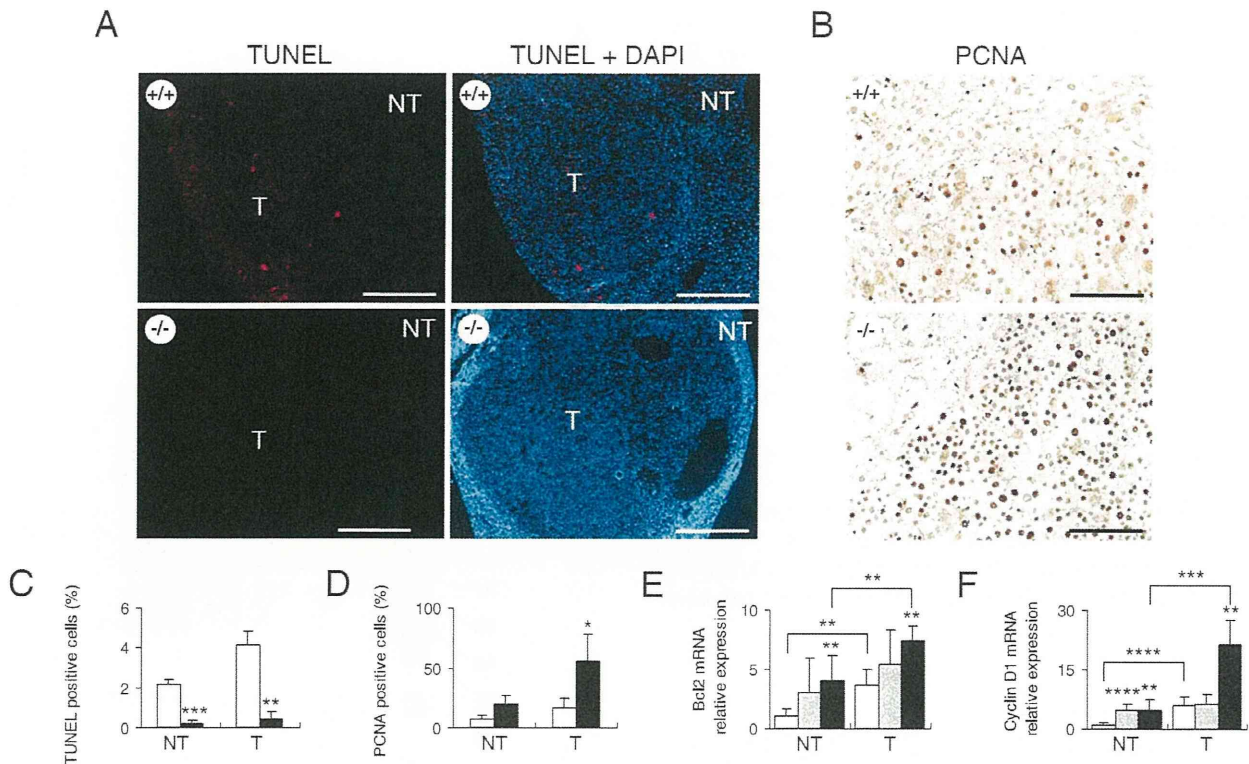 A
B
TUNEL
TUNEL + DAPI
PCNA
+/+
NT
T
+/+
NT
T
+/+
-/-
NT
T
-/-
NT
T
-/-
C
TUNEL positive cells (%)
6
4
2
0
***
**
NT
T
D
PCNA positive cells (%)
100
50
0
*
NT
T
E
Bcl2 mRNA
relative expression
10
5
0
**
**
**
**
NT
T
F
Cyclin D1 mRNA
relative expression
30
15
0
***
**
****
****
**
NT
T